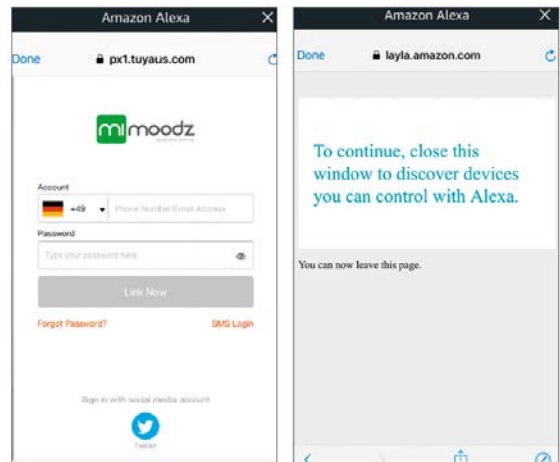 Amazon Alexa
Done
px1.tuyaus.com
mi moodz
Account
+49
Phone Number/Email Address
Password
Type your password here
Link Now
Forgot Password?
SMS Login
Sign in with social media account
Twitter
Amazon Alexa
Done
layla.amazon.com
To continue, close this
window to discover devices
you can control with Alexa.
You can now leave this page.